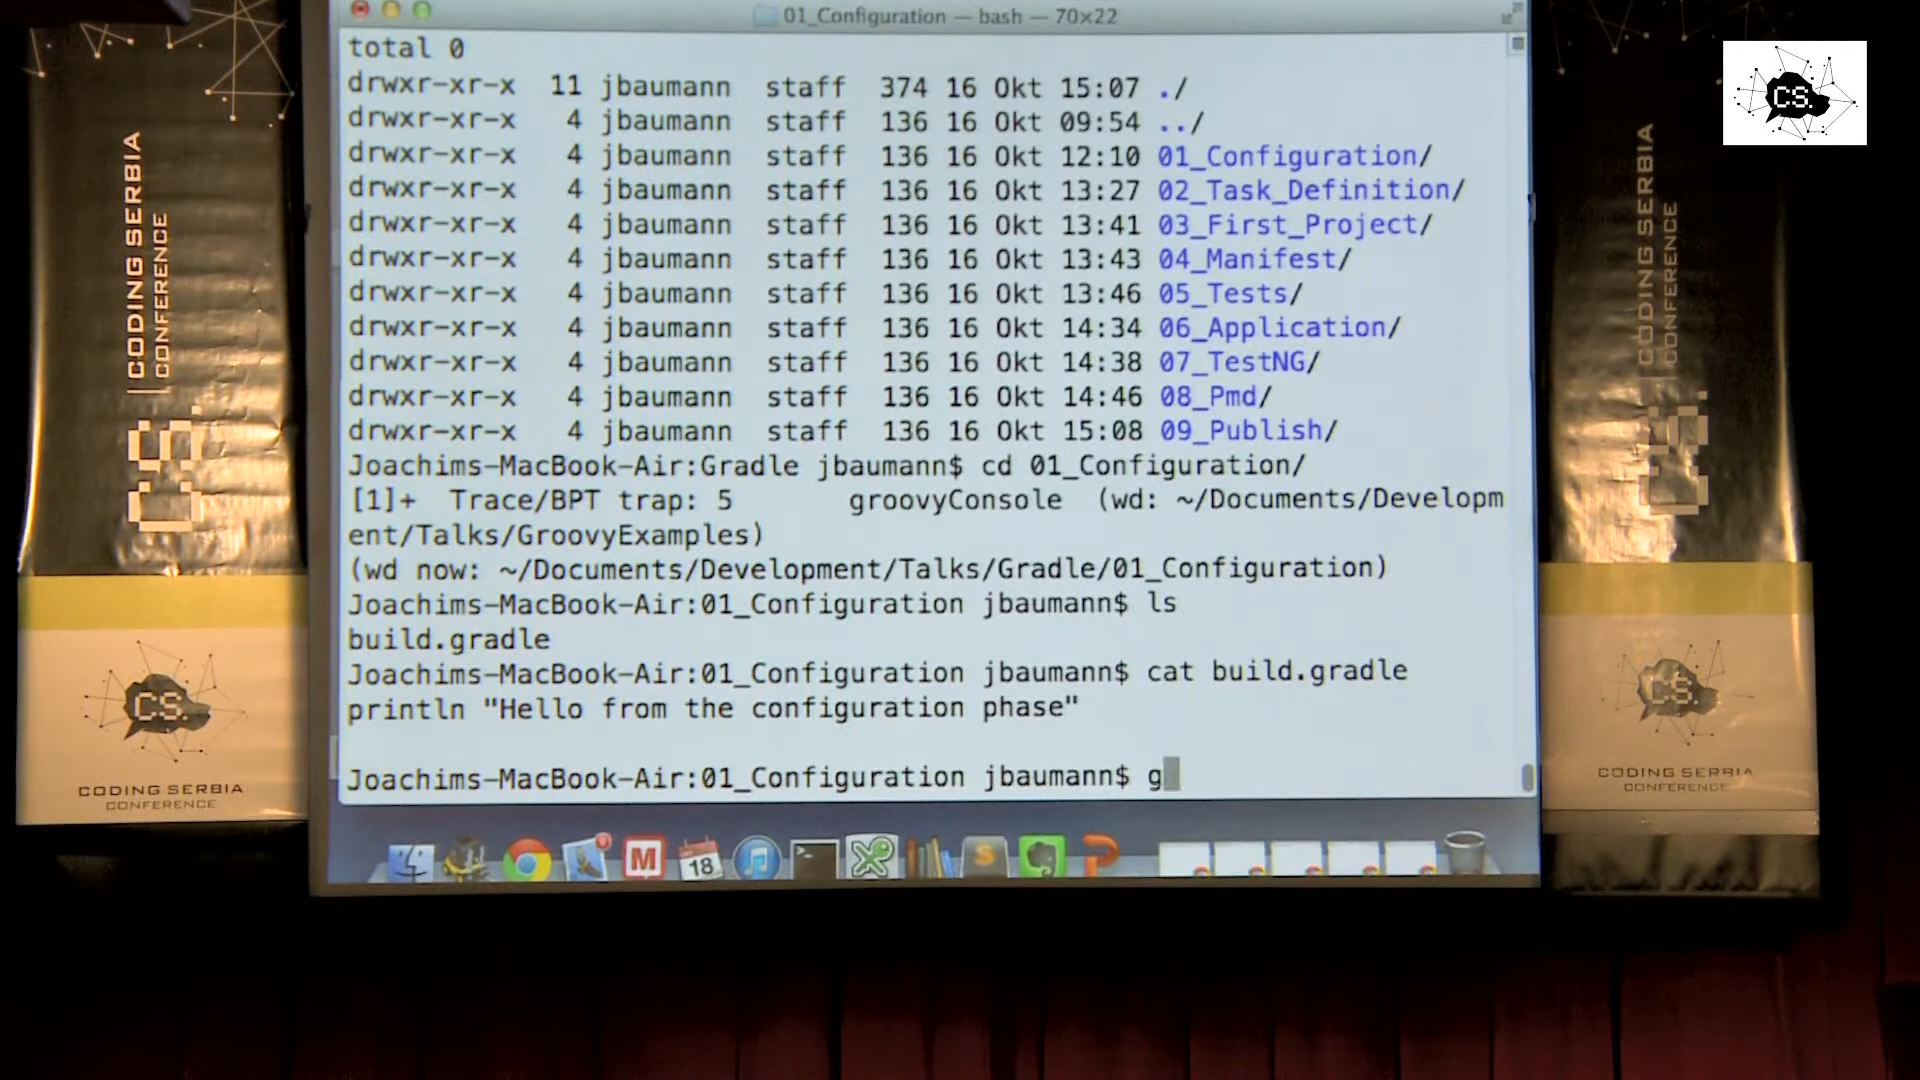 01_Configuration — bash — 70×22
total 0
drwxr-xr-x 11 jbaumann staff 374 16 Okt 15:07 ./
drwxr-xr-x 4 jbaumann staff 136 16 Okt 09:54 ../
drwxr-xr-x 4 jbaumann staff 136 16 Okt 12:10 01_Configuration/
drwxr-xr-x 4 jbaumann staff 136 16 Okt 13:27 02_Task_Definition/
drwxr-xr-x 4 jbaumann staff 136 16 Okt 13:41 03_First_Project/
drwxr-xr-x 4 jbaumann staff 136 16 Okt 13:43 04_Manifest/
drwxr-xr-x 4 jbaumann staff 136 16 Okt 13:46 05_Tests/
drwxr-xr-x 4 jbaumann staff 136 16 Okt 14:34 06_Application/
drwxr-xr-x 4 jbaumann staff 136 16 Okt 14:38 07_TestNG/
drwxr-xr-x 4 jbaumann staff 136 16 Okt 14:46 08_Pmd/
drwxr-xr-x 4 jbaumann staff 136 16 Okt 15:08 09_Publish/
Joachims-MacBook-Air:Gradle jbaumann$ cd 01_Configuration/
[1]+ Trace/BPT trap: 5 groovyConsole (wd: ~/Documents/Developm
ent/Talks/GroovyExamples)
(wd now: ~/Documents/Development/Talks/Gradle/01_Configuration)
Joachims-MacBook-Air:01_Configuration jbaumann$ ls
build.gradle
Joachims-MacBook-Air:01_Configuration jbaumann$ cat build.gradle
println "Hello from the configuration phase"
Joachims-MacBook-Air:01_Configuration jbaumann$ g
M
18
S
CS.
CODING SERBIA
CONFERENCE
CS.
CODING SERBIA
CONFERENCE
CS.
CODING SERBIA
CONFERENCE
CS.
CODING SERBIA
CONFERENCE
CS.